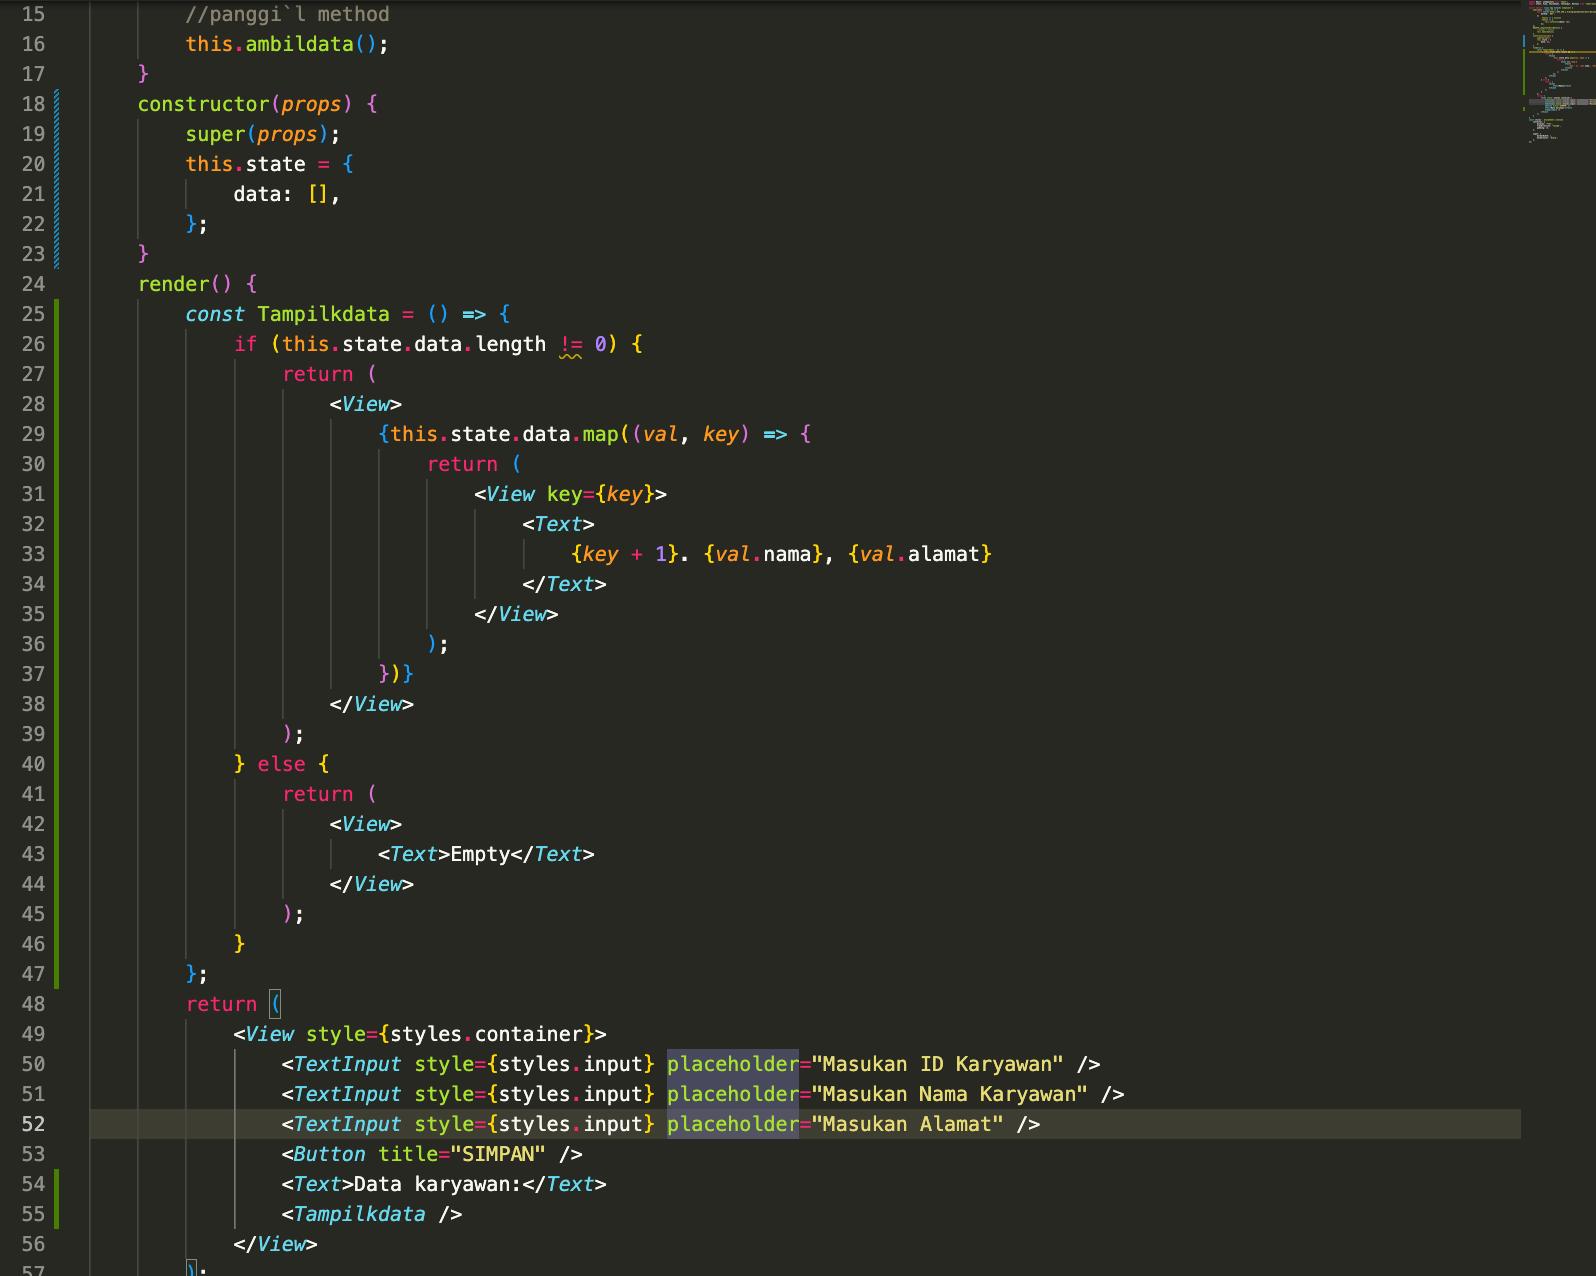 15 //panggi`l method
16 this.ambildata();
17 }
18 constructor(props) {
19 super(props);
20 this.state = {
21 data: [],
22 };
23 }
24 render() {
25 const Tampilkdata = () => {
26 if (this.state.data.length != 0) {
27 return (
28 <View>
29 {this.state.data.map((val, key) => {
30 return (
31 <View key={key}>
32 <Text>
33 {key + 1}. {val.nama}, {val.alamat}
34 </Text>
35 </View>
36 );
37 })}
38 </View>
39 );
40 } else {
41 return (
42 <View>
43 <Text>Empty</Text>
44 </View>
45 );
46 }
47 };
48 return (
49 <View style={styles.container}>
50 <TextInput style={styles.input} placeholder="Masukan ID Karyawan" />
51 <TextInput style={styles.input} placeholder="Masukan Nama Karyawan" />
52 <TextInput style={styles.input} placeholder="Masukan Alamat" />
53 <Button title="SIMPAN" />
54 <Text>Data karyawan:</Text>
55 <Tampilkdata />
56 </View>
57 );